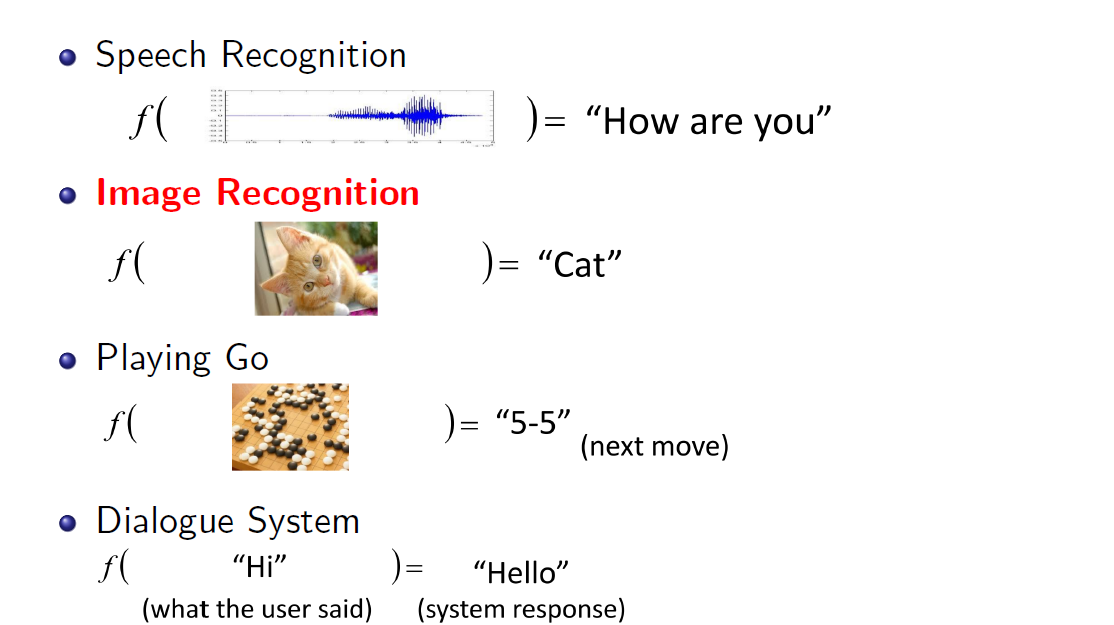 Speech Recognition
f( )= “How are you”
Image Recognition
f( )= “Cat”
Playing Go
f( )= “5-5”
(next move)
Dialogue System
f( “Hi” )= “Hello”
(what the user said) (system response)